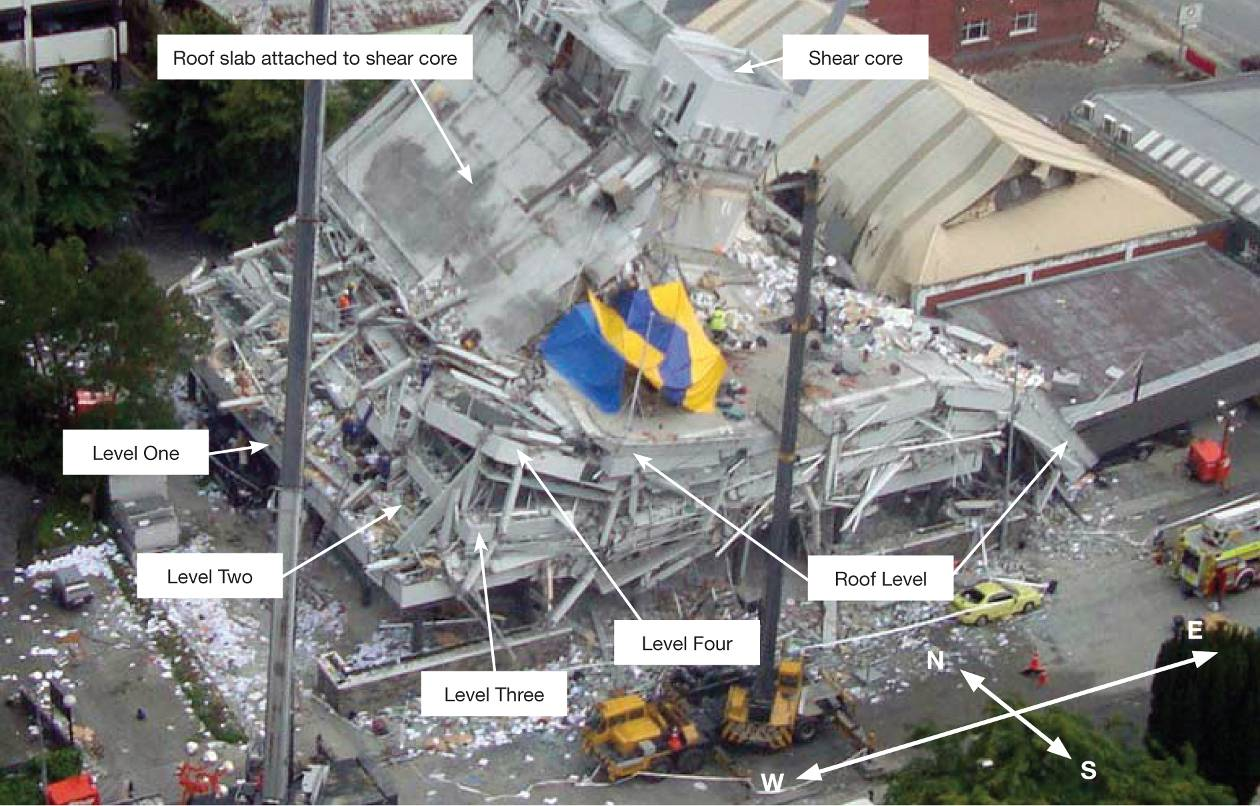 Roof slab attached to shear core
Shear core
Level One
Level Two
Roof Level
Level Four
Level Three
N
E
W
S